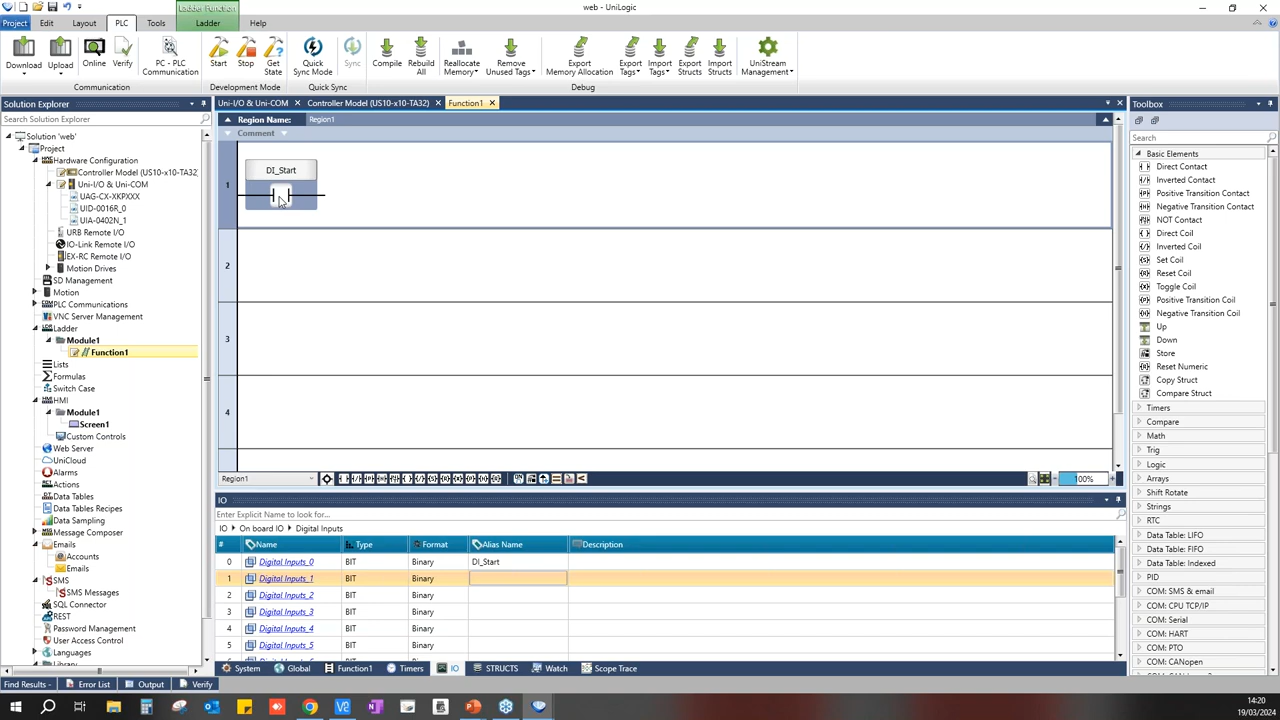 web - UniLogic
Ladder Function
Project Edit Layout PLC Tools Ladder Help
Download Upload Online Verify PC - PLC Communication Start Stop Get State Quick Sync Mode Sync Compile Rebuild All Reallocate Memory Remove Unused Tags Export Memory Allocation Export Tags Import Tags Export Structs Import Structs UniStream Management
Communication Development Mode Quick Sync Debug
Solution Explorer
Search Solution Explorer
Solution 'web'
Project
Hardware Configuration
Controller Model (US10-x10-TA32)
Uni-I/O & Uni-COM
UAG-CX-XKPXXX
UID-0016R_0
UIA-0402N_1
URB Remote I/O
IO-Link Remote I/O
EX-RC Remote I/O
Motion Drives
SD Management
Motion
PLC Communications
VNC Server Management
Ladder
Module1
Function1
Lists
Formulas
Switch Case
HMI
Module1
Screen1
Custom Controls
Web Server
UniCloud
Alarms
Actions
Data Tables
Data Tables Recipes
Data Sampling
Message Composer
Emails
Accounts
Emails
SMS
SMS Messages
SQL Connector
REST
Password Management
User Access Control
Languages
Library
Uni-I/O & Uni-COM Controller Model (US10-x10-TA32) Function1
Region Name: Region1
Comment
1
DI_Start
2
3
4
Region1 100%
IO
Enter Explicit Name to look for...
IO On board IO Digital Inputs
# Name Type Format Alias Name Description
0 Digital Inputs_0 BIT Binary DI_Start
1 Digital Inputs_1 BIT Binary
2 Digital Inputs_2 BIT Binary
3 Digital Inputs_3 BIT Binary
4 Digital Inputs_4 BIT Binary
5 Digital Inputs_5 BIT Binary
System Global Function1 Timers IO STRUCTS Watch Scope Trace
Toolbox
Search
Basic Elements
Direct Contact
Inverted Contact
Positive Transition Contact
Negative Transition Contact
NOT Contact
Direct Coil
Inverted Coil
Set Coil
Reset Coil
Toggle Coil
Positive Transition Coil
Negative Transition Coil
Up
Down
Store
Reset Numeric
Copy Struct
Compare Struct
Timers
Compare
Math
Trig
Logic
Arrays
Shift Rotate
Strings
RTC
Data Table: LIFO
Data Table: FIFO
Data Table: Indexed
PID
COM: SMS & email
COM: CPU TCP/IP
COM: Serial
COM: HART
COM: PTO
COM: CANopen
Find Results - Error List Output Verify
14:20
19/03/2024